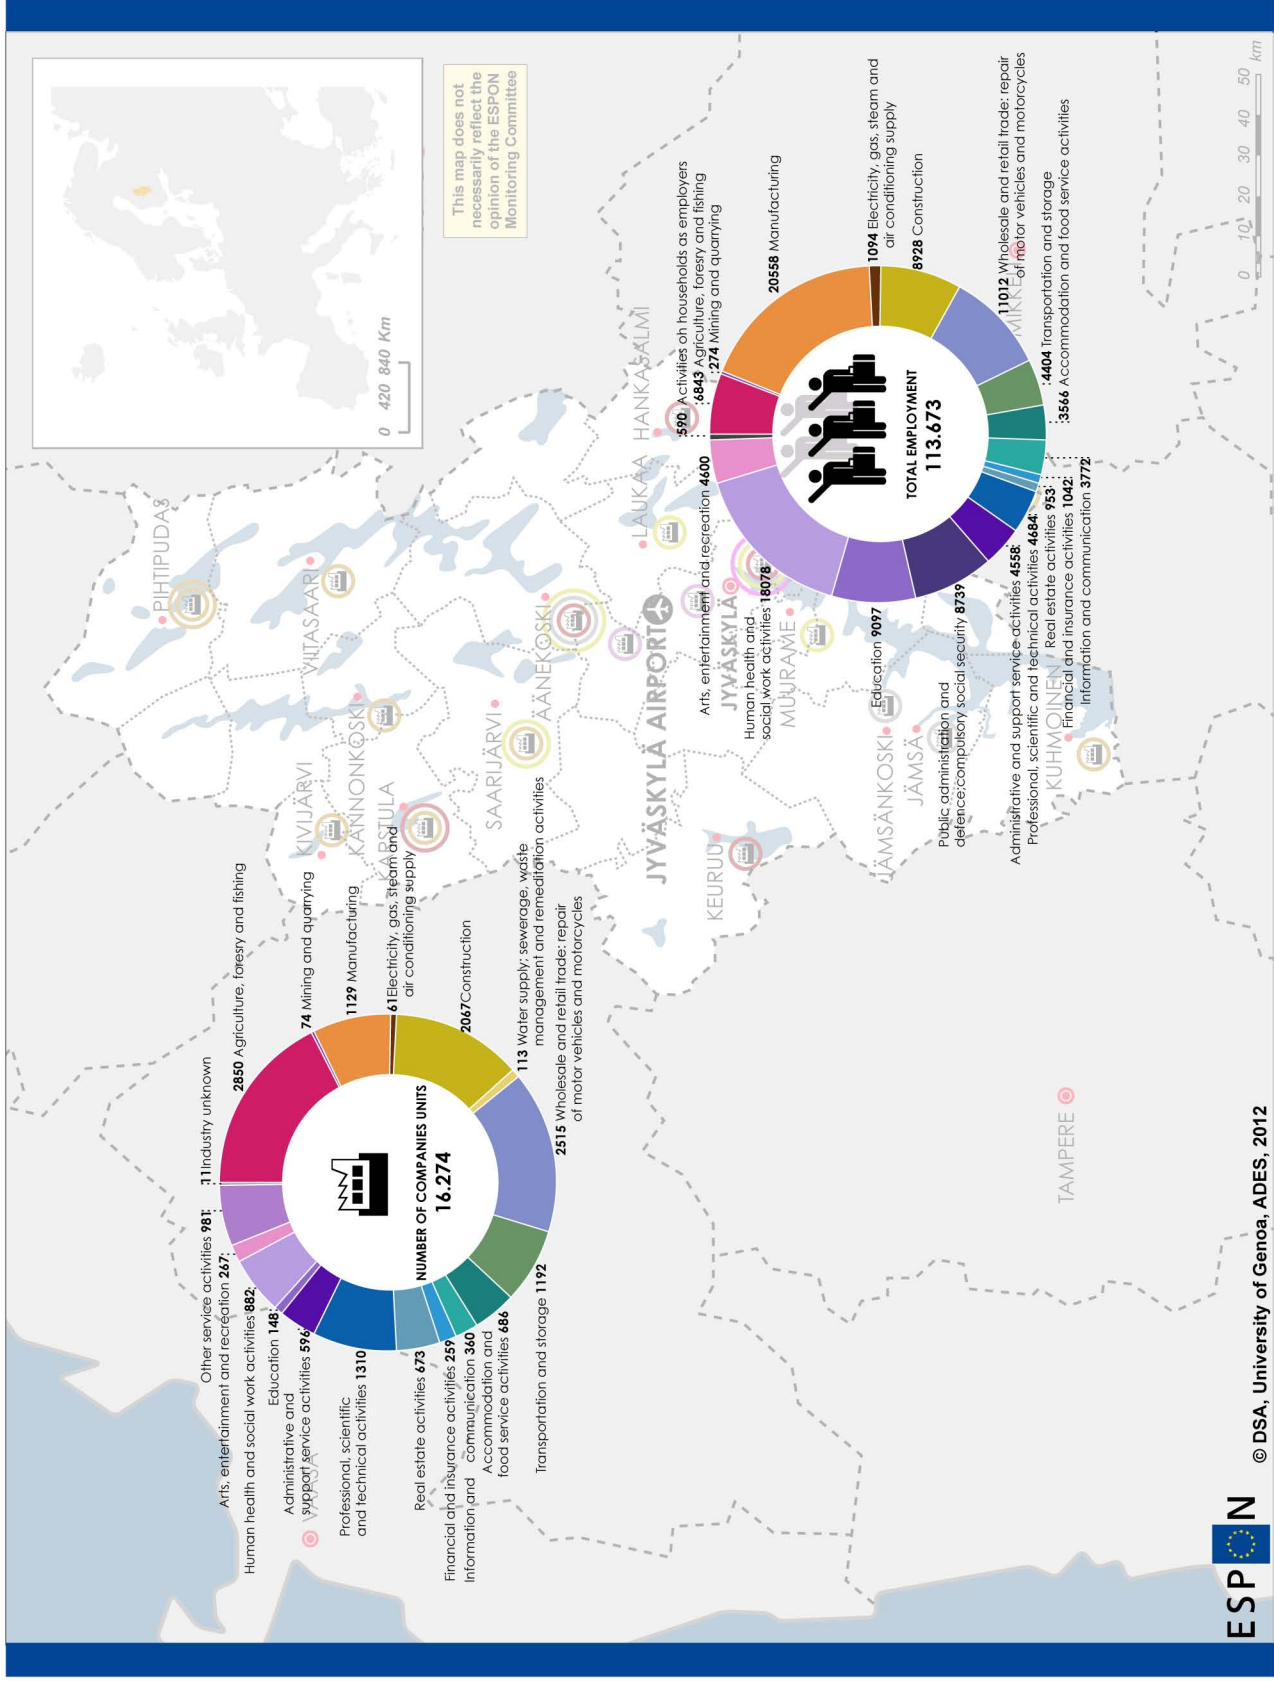 0 420 840 Km
This map does not
necessarily reflect the
opinion of the ESPON
Monitoring Committee
PIHTIPUDAS
VIITASAARI
KIVIJÄRVI
KANNONKOSKI
KARSTULA
SAARIJÄRVI
ÄÄNEKOSKI
LAUKAA
HANKASALMI
JYVÄSKYLÄ AIRPORT
JYVÄSKYLÄ
KEURUU
MUURAME
JÄMSÄNKOSKI
JÄMSÄ
KUHMOINEN
MIKKELI
TAMPERE
VAASA
NUMBER OF COMPANIES UNITS
16.274
11 Industry unknown
2850 Agriculture, foresry and fishing
74 Mining and quarrying
1129 Manufacturing
61 Electricity, gas, steam and
air conditioning supply
2067 Construction
113 Water suply; sewerage, waste
management and remeditation activities
2515 Wholesale and retail trade: repair
of motor vehicles and motorcycles
Transportation and storage 1192
Accommodation and
food service activities 686
Information and communication 360
Financial and insurance activities 259
Real estate activities 673
Professional, scientific
and technical activities 1310
Administrative and
support service activities 596
Education 148
Human health and social work activities 882
Arts, entertainment and recreation 267
Other service activities 981
TOTAL EMPLOYMENT
113.673
590 Activities oh households as employers
6843 Agriculture, foresry and fishing
274 Mining and quarrying
20558 Manufacturing
1094 Electricity, gas, steam and
air conditioning supply
8928 Construction
11012 Wholesale and retail trade: repair
of motor vehicles and motorcycles
4404 Transportation and storage
3566 Accommodation and food service activities
Information and communication 3772
Financial and insurance activities 1042
Real estate activities 953
Professional, scientific and technical activities 4684
Administrative and support service activities 4558
Public administration and
defence;compulsory social security 8739
Education 9097
Human health and
social work activities 18078
Arts, entertainment and recreation 4600
0 10 20 30 40 50 km
ESPON
© DSA, University of Genoa, ADES, 2012